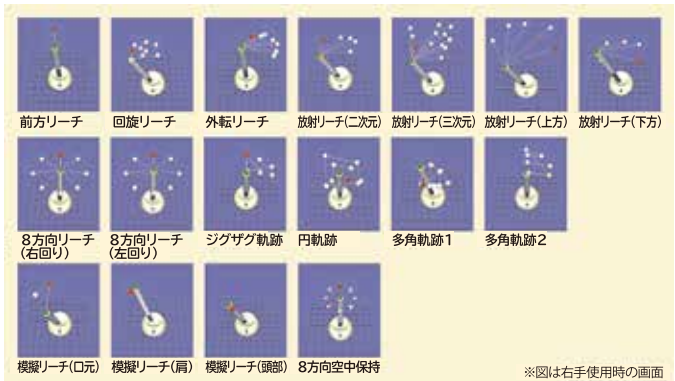 前方リーチ
回旋リーチ
外転リーチ
放射リーチ(二次元)
放射リーチ(三次元)
放射リーチ(上方)
放射リーチ(下方)
8方向リーチ
(右回り)
8方向リーチ
(左回り)
ジグザグ軌跡
円軌跡
多角軌跡1
多角軌跡2
模擬リーチ(口元)
模擬リーチ(肩)
模擬リーチ(頭部)
8方向空中保持
※図は右手使用時の画面